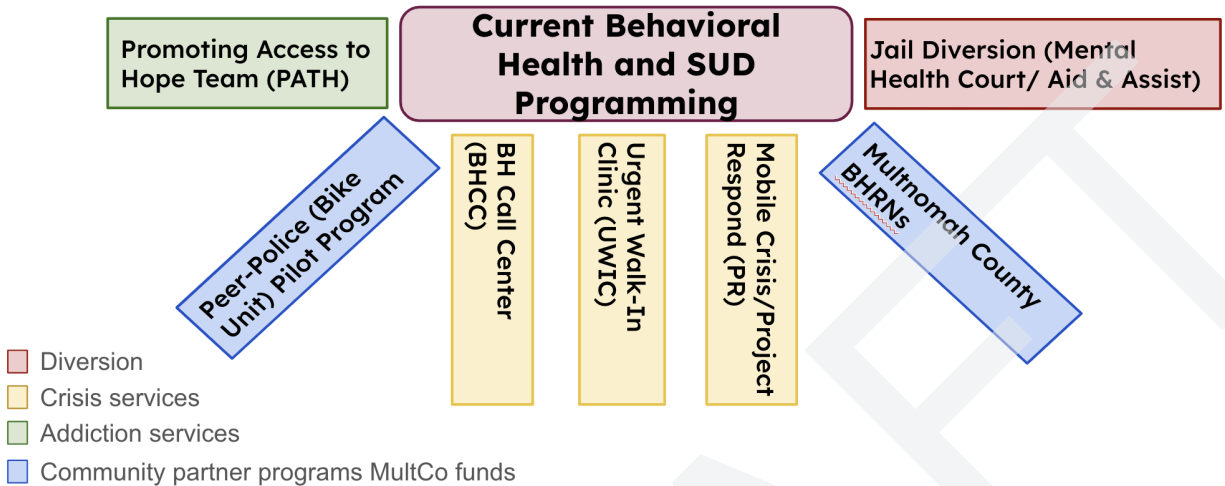 Promoting Access to
Hope Team (PATH)
Current Behavioral
Health and SUD
Programming
Jail Diversion (Mental
Health Court/ Aid & Assist)
Peer-Police (Bike
Unit) Pilot Program
BH Call Center
(BHCC)
Urgent Walk-In
Clinic (UWIC)
Mobile Crisis/Project
Respond (PR)
Multnomah County
BHRNs
Diversion
Crisis services
Addiction services
Community partner programs MultCo funds